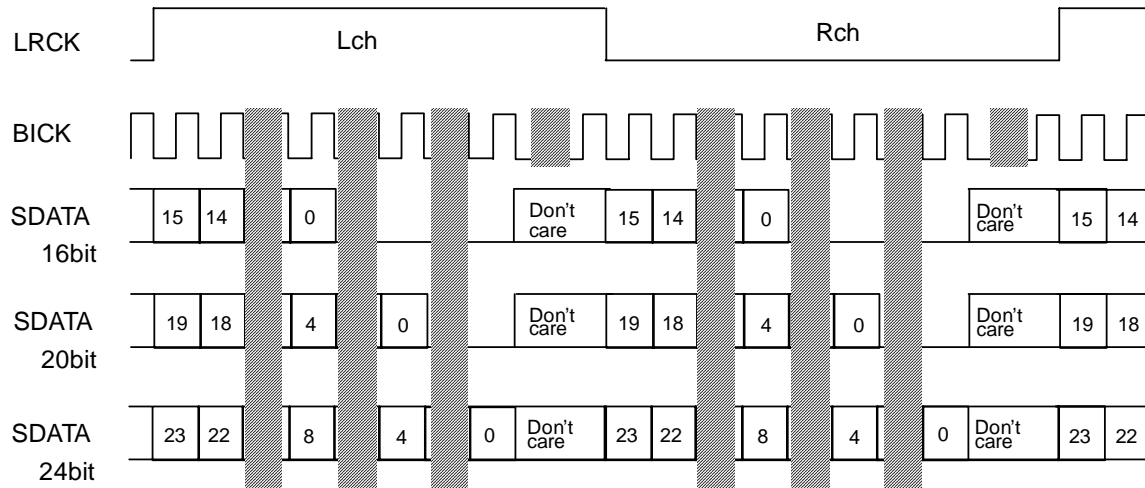 LRCK Lch Rch
BICK
SDATA 15 14 0 Don't care 15 14 0 Don't care 15 14
16bit
SDATA 19 18 4 0 Don't care 19 18 4 0 Don't care 19 18
20bit
SDATA 23 22 8 4 0 Don't care 23 22 8 4 0 Don't care 23 22
24bit